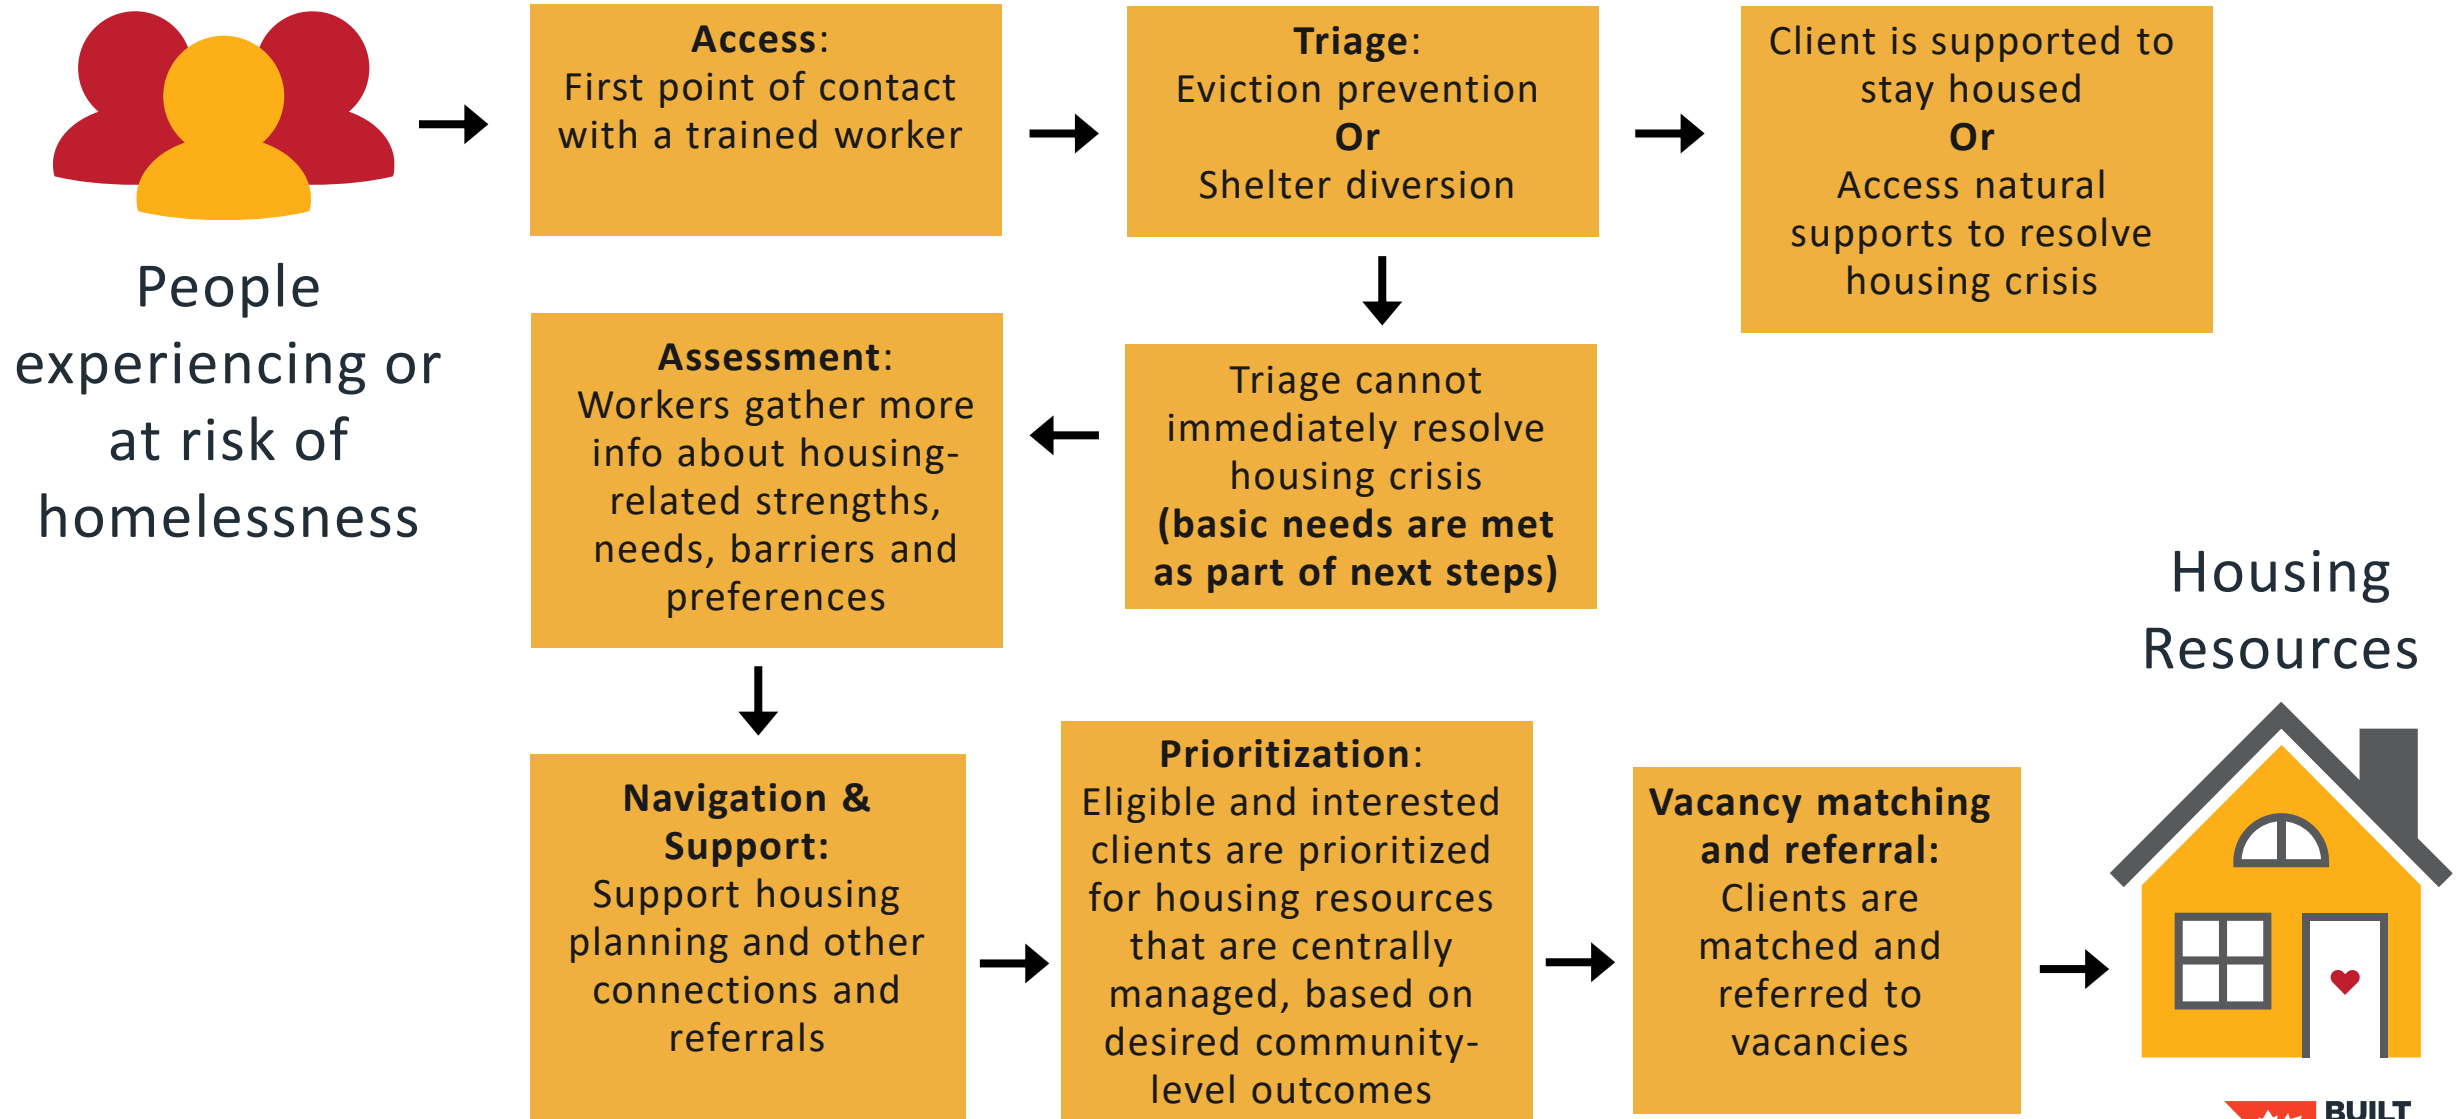 People
experiencing or
at risk of
homelessness
Access:
First point of contact
with a trained worker
Triage:
Eviction prevention
Or
Shelter diversion
Client is supported to
stay housed
Or
Access natural
supports to resolve
housing crisis
Triage cannot
immediately resolve
housing crisis
(basic needs are met
as part of next steps)
Assessment:
Workers gather more
info about housing-
related strengths,
needs, barriers and
preferences
Navigation &
Support:
Support housing
planning and other
connections and
referrals
Prioritization:
Eligible and interested
clients are prioritized
for housing resources
that are centrally
managed, based on
desired community-
level outcomes
Vacancy matching
and referral:
Clients are
matched and
referred to
vacancies
Housing
Resources
BUILT